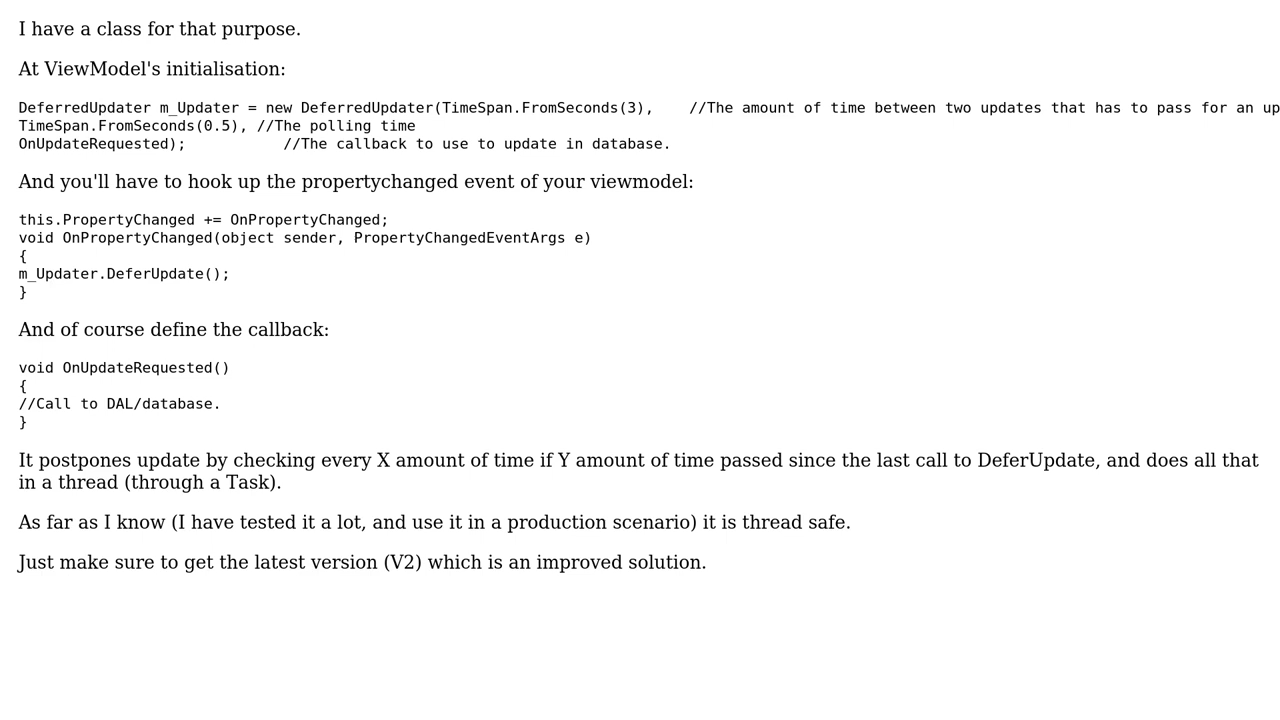 I have a class for that purpose.
At ViewModel's initialisation:
DeferredUpdater m_Updater = new DeferredUpdater(TimeSpan.FromSeconds(3),    //The amount of time between two updates that has to pass for an
TimeSpan.FromSeconds(0.5), //The polling time
OnUpdateRequested);           //The callback to use to update in database.
And you'll have to hook up the propertychanged event of your viewmodel:
this.PropertyChanged += OnPropertyChanged;
void OnPropertyChanged(object sender, PropertyChangedEventArgs e)
{
m_Updater.DeferUpdate();
}
And of course define the callback:
void OnUpdateRequested()
{
//Call to DAL/database.
}
It postpones update by checking every X amount of time if Y amount of time passed since the last call to DeferUpdate, and does all that
in a thread (through a Task).
As far as I know (I have tested it a lot, and use it in a production scenario) it is thread safe.
Just make sure to get the latest version (V2) which is an improved solution.